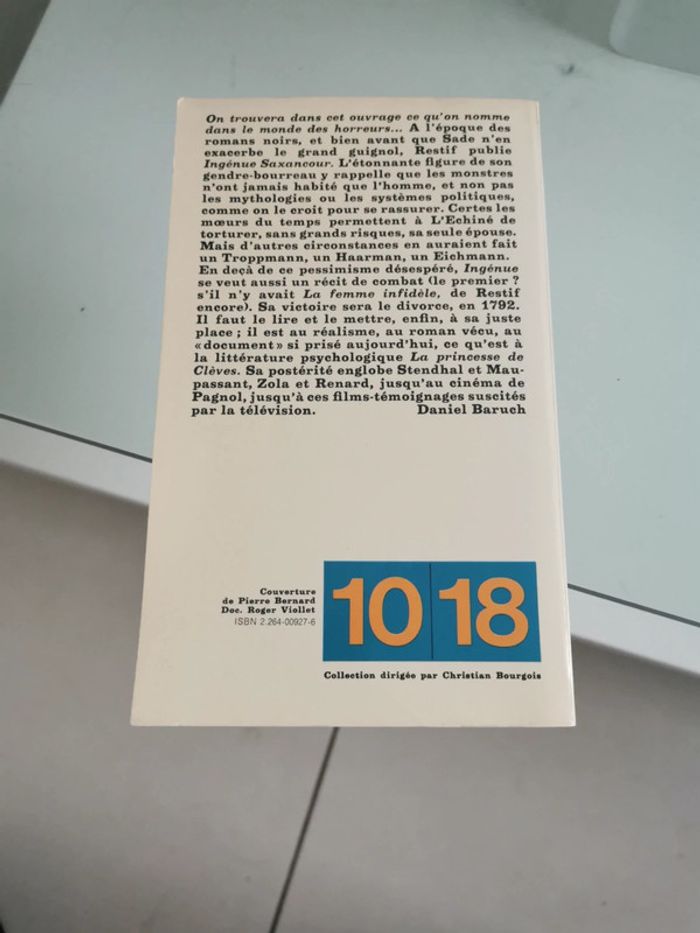 On trouvera dans cet ouvrage ce qu'on nomme
dans le monde des horreurs... A l'époque des
romans noirs, et bien avant que Sade n'en
exacerbe le grand guignol, Restif publie
Ingénue Saxancour. L'étonnante figure de son
gendre-bourreau y rappelle que les monstres
n'ont jamais habité que l'homme, et non pas
les mythologies ou les systèmes politiques,
comme on le croit pour se rassurer. Certes les
mœurs du temps permettent à L'Echiné de
torturer, sans grands risques, sa seule épouse.
Mais d'autres circonstances en auraient fait
un Troppmann, un Haarman, un Eichmann.
En deçà de ce pessimisme désespéré, Ingénue
se veut aussi un récit de combat (le premier ?
s'il n'y avait La femme infidèle, de Restif
encore). Sa victoire sera le divorce, en 1792.
Il faut le lire et le mettre, enfin, à sa juste
place ; il est au réalisme, au roman vécu, au
«document» si prisé aujourd'hui, ce qu'est à
la littérature psychologique La princesse de
Clèves. Sa postérité englobe Stendhal et Mau-
passant, Zola et Renard, jusqu'au cinéma de
Pagnol, jusqu'à ces films-témoignages suscités
par la télévision. Daniel Baruch
Couverture
de Pierre Bernard
Doc. Roger Viollet
ISBN 2.264-00927-6
10 18
Collection dirigée par Christian Bourgois